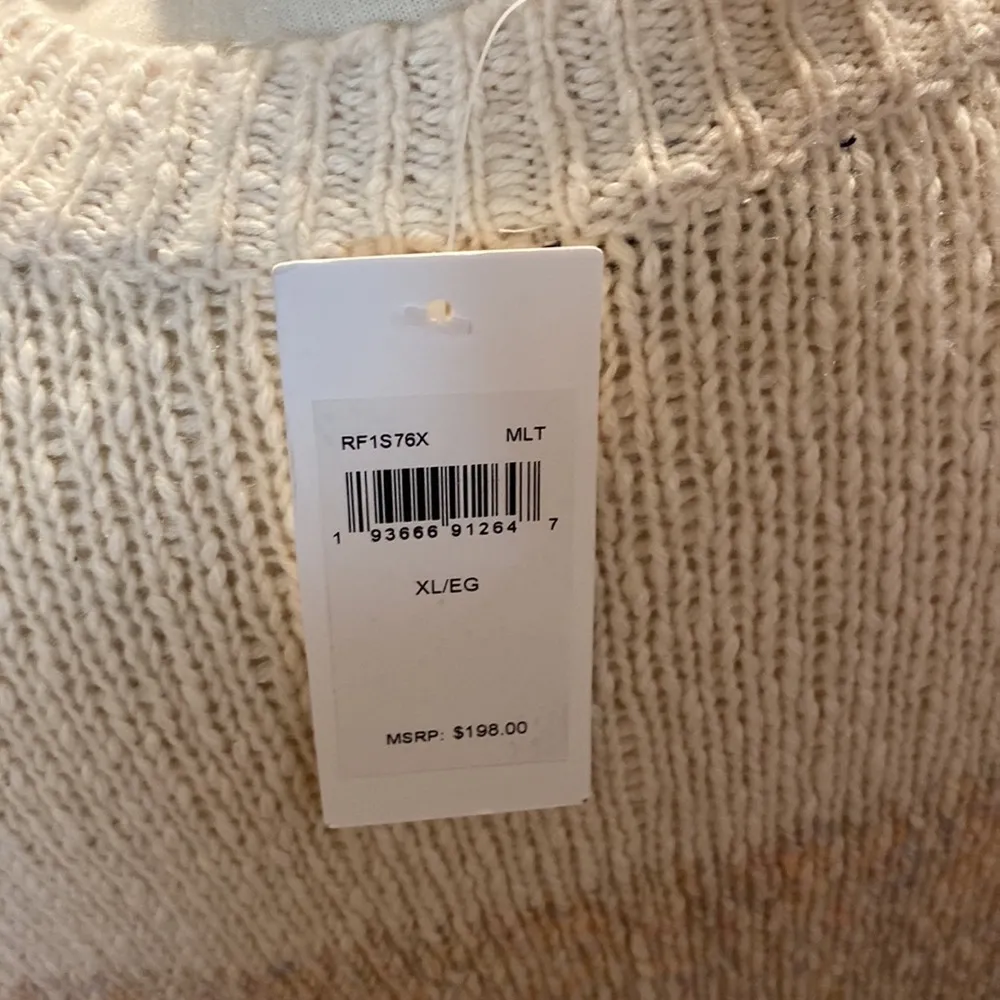 RF1S76X MLT
1 93666 91264 7
XL/EG
MSRP: $198.00